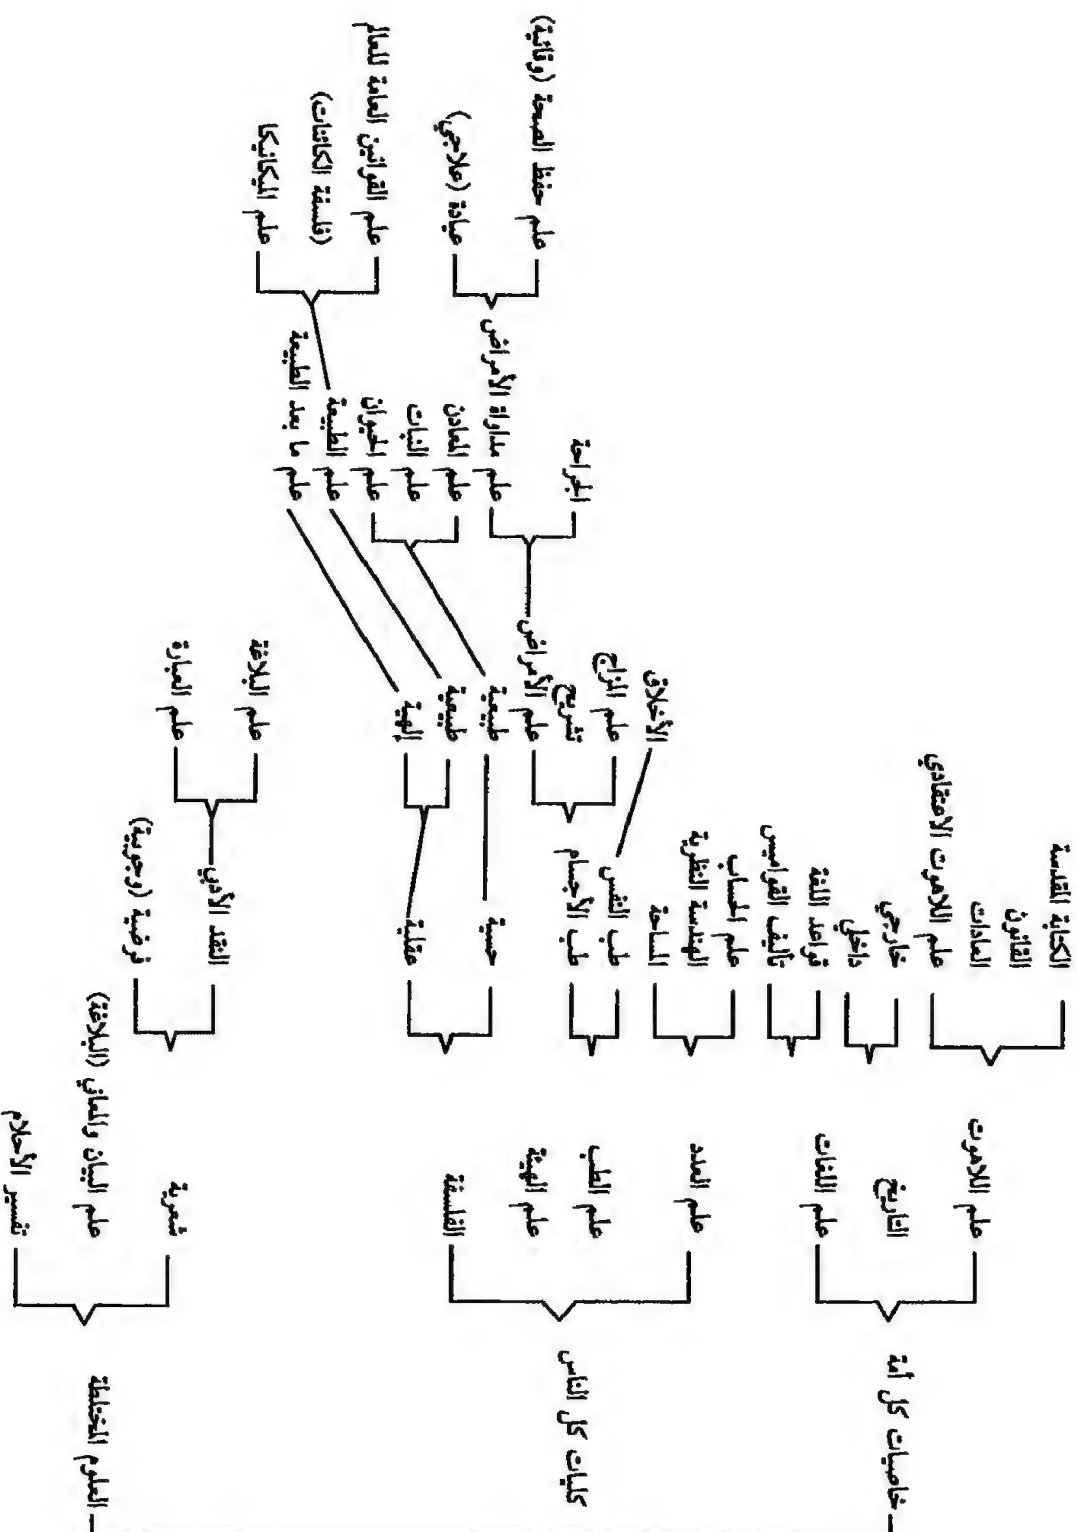 خاصيات كل أمة
علم اللاهوت
الكتابة المقدسة
القانون
العادات
علم اللاهوت الاعتقادي
التاريخ
خارجي
داخلي
علم اللغات
قواعد اللغة
تأليف القواميس
كليات كل الناس
علم العدد
علم الحساب
الهندسة النظرية
المساحة
علم الطب
طب النفس
الأخلاق
طب الأجسام
علم المزاج
تشريح
علم الأمراض
الجراحة
علم مداواة الأمراض
علم حفظ الصحة (وقائية)
عيادة (علاجي)
علم الهيئة
الفلسفة
حسية
طبيعية
علم المعادن
علم النبات
علم الحيوان
عقلية
طبيعية
علم الطبيعة
علم القوانين العامة للعالم
(فلسفة الكائنات)
علم الميكانيكا
إلهية
علم ما بعد الطبيعة
العلوم المختلطة
شعرية
علم البيان والمعاني (البلاغة)
النقد الأدبي
علم البلاغة
علم العبارة
فرضية (وجوبية)
تفسير الأحلام